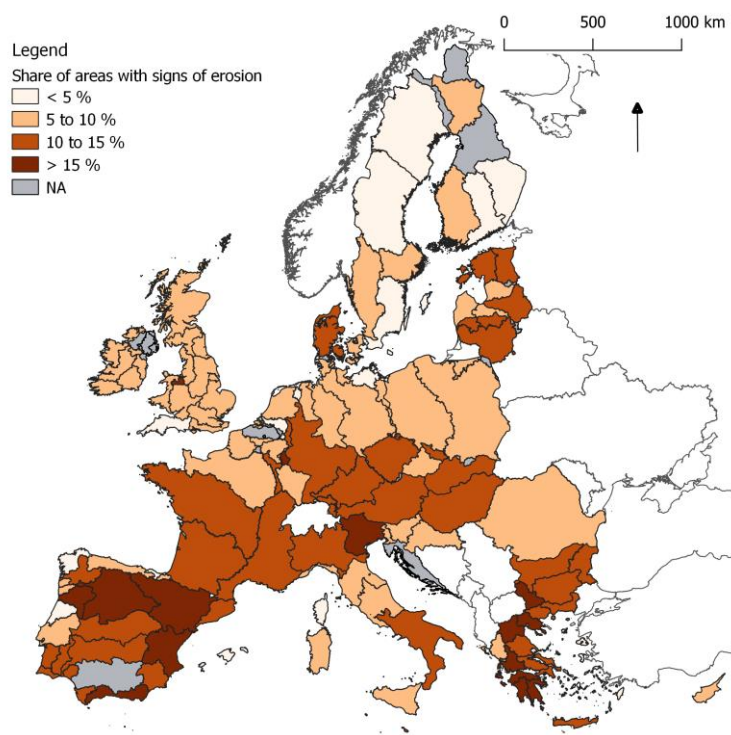 0 500 1000 km
Legend
Share of areas with signs of erosion
< 5 %
5 to 10 %
10 to 15 %
> 15 %
NA